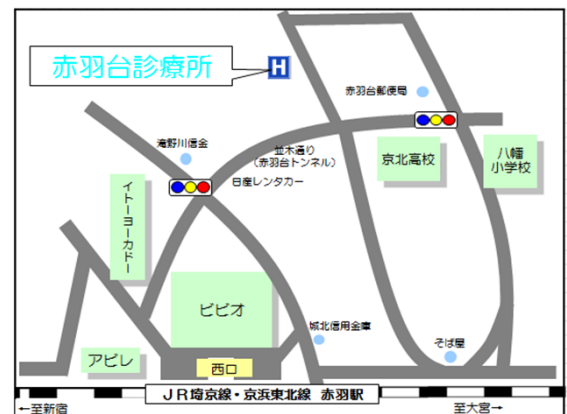 赤羽台診療所
H
赤羽台郵便局
滝野川信金
並木通り
(赤羽台トンネル)
京北高校
八幡
小学校
日産レンタカー
イトーヨーカドー
ビビオ
城北信用金庫
そば屋
アピレ
西口
JR埼京線・京浜東北線 赤羽駅
←至新宿
至大宮→